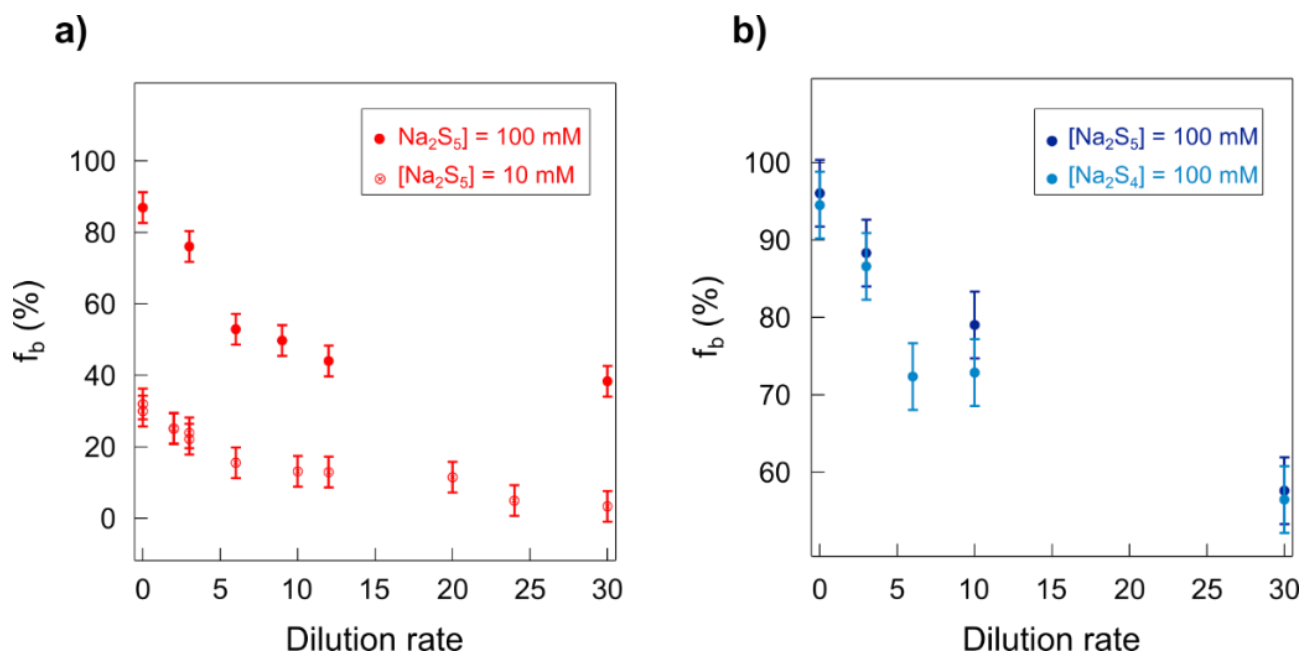 a)
Na₂S₅] = 100 mM
[Na₂S₅] = 10 mM
100
80
60
40
20
0
f_b (%)
0 5 10 15 20 25 30
Dilution rate
b)
[Na₂S₅] = 100 mM
[Na₂S₄] = 100 mM
100
90
80
70
60
f_b (%)
0 5 10 15 20 25 30
Dilution rate